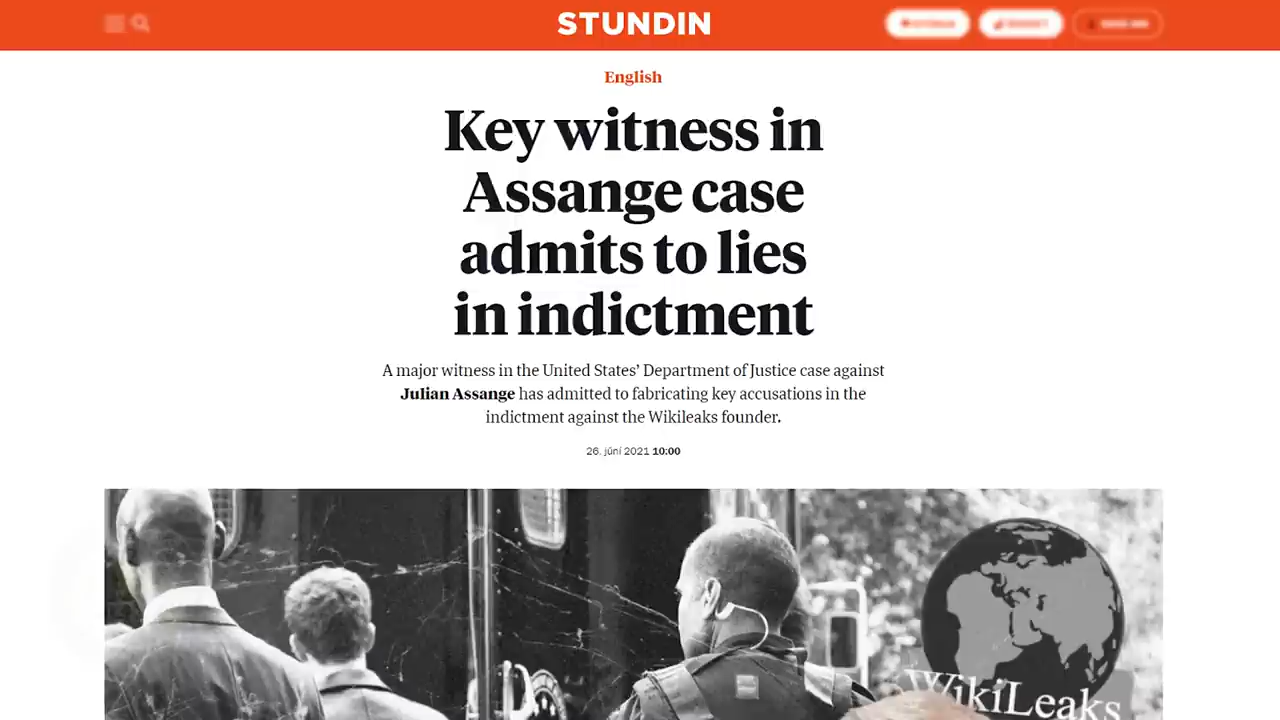 STUNDIN
English
Key witness in
Assange case
admits to lies
in indictment
A major witness in the United States’ Department of Justice case against
Julian Assange has admitted to fabricating key accusations in the
indictment against the Wikileaks founder.
26. júní 2021 10:00
WikiLeaks